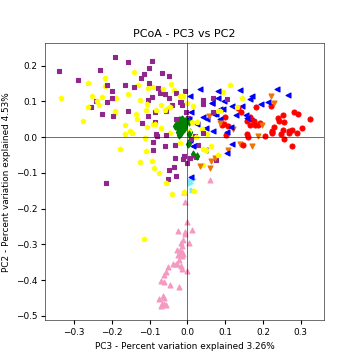 PCoA - PC3 vs PC2
PC2 - Percent variation explained 4.53%
0.2
0.1
0.0
−0.1
−0.2
−0.3
−0.4
−0.5
−0.3 −0.2 −0.1 0.0 0.1 0.2 0.3
PC3 - Percent variation explained 3.26%